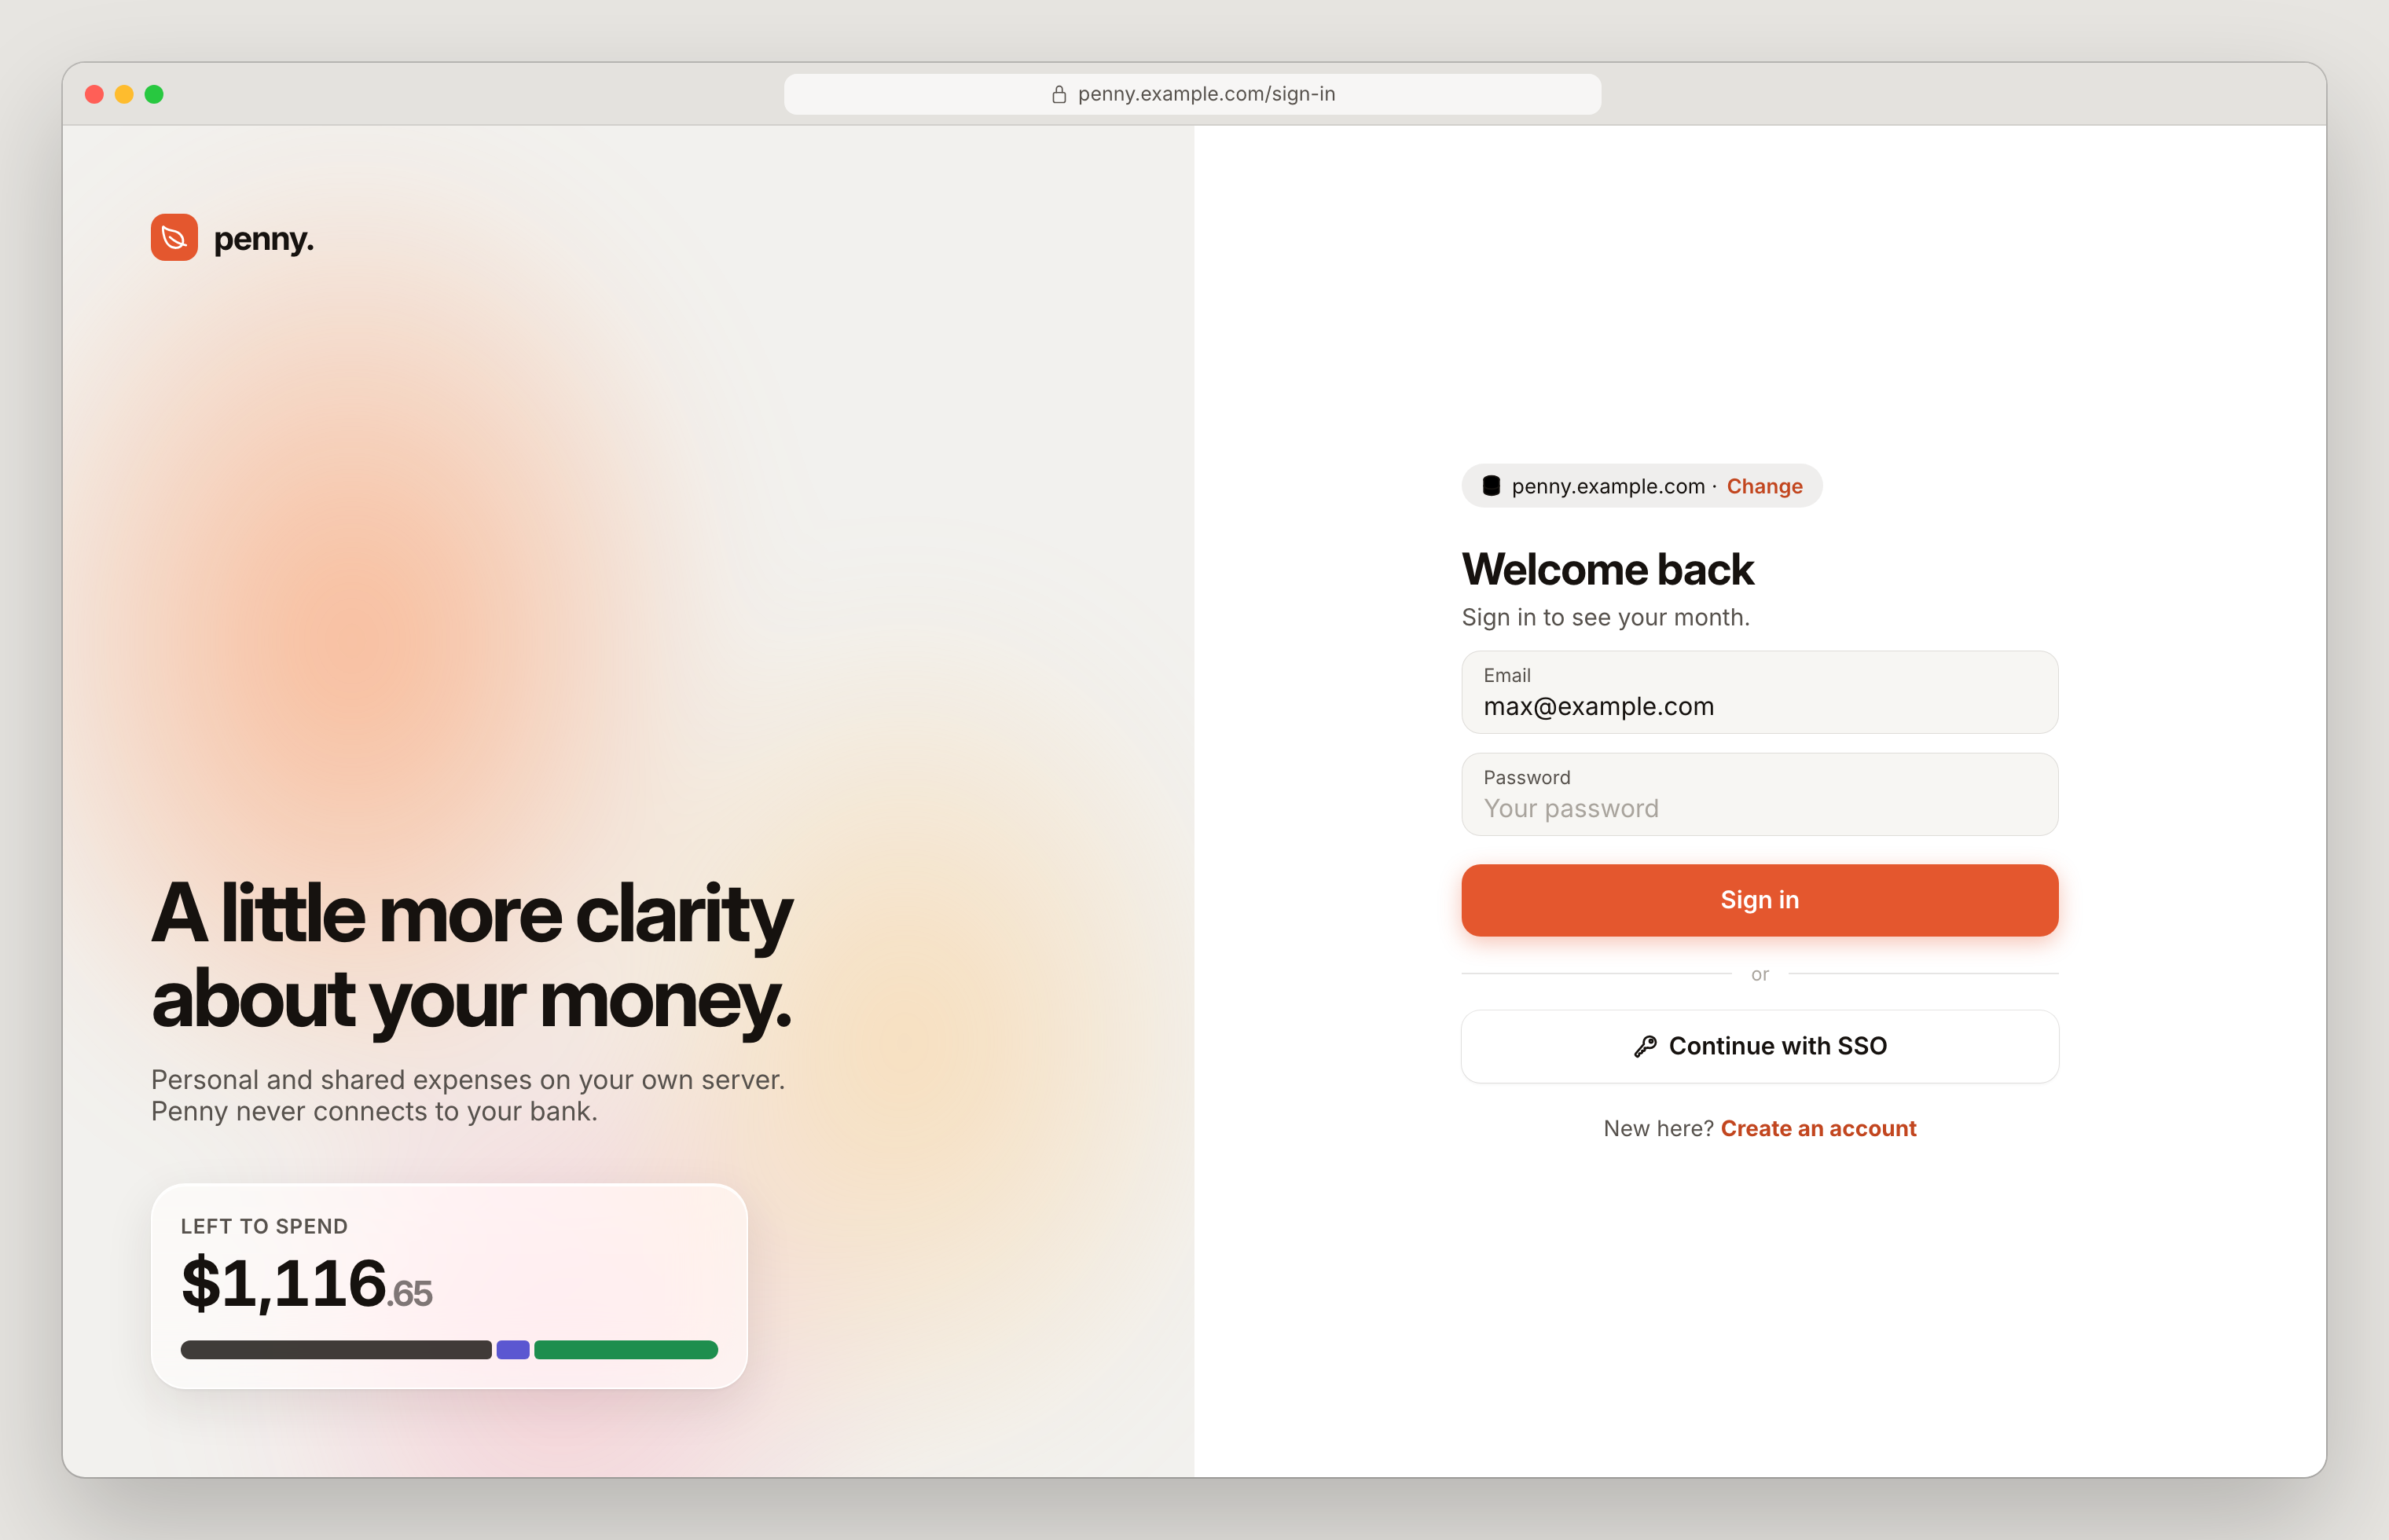 penny.example.com/sign-in
penny.
A little more clarity
about your money.
Personal and shared expenses on your own server.
Penny never connects to your bank.
LEFT TO SPEND
$1,116.65
penny.example.com · Change
Welcome back
Sign in to see your month.
Email
max@example.com
Password
Your password
Sign in
or
Continue with SSO
New here? Create an account